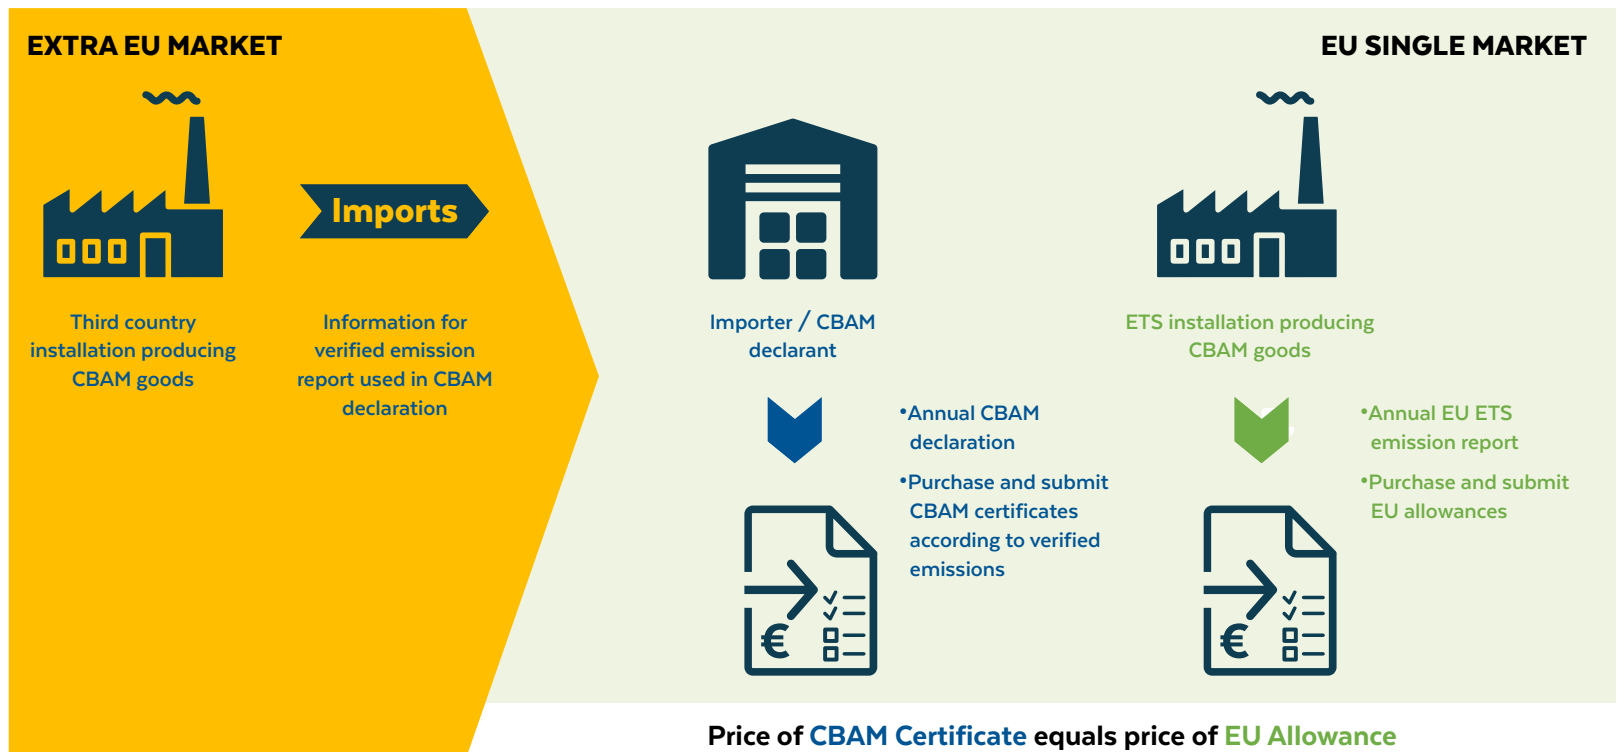 EXTRA EU MARKET
EU SINGLE MARKET
Imports
Third country
installation producing
CBAM goods
Information for
verified emission
report used in CBAM
declaration
Importer / CBAM
declarant
•Annual CBAM
declaration
•Purchase and submit
CBAM certificates
according to verified
emissions
€
ETS installation producing
CBAM goods
•Annual EU ETS
emission report
•Purchase and submit
EU allowances
€
Price of CBAM Certificate equals price of EU Allowance